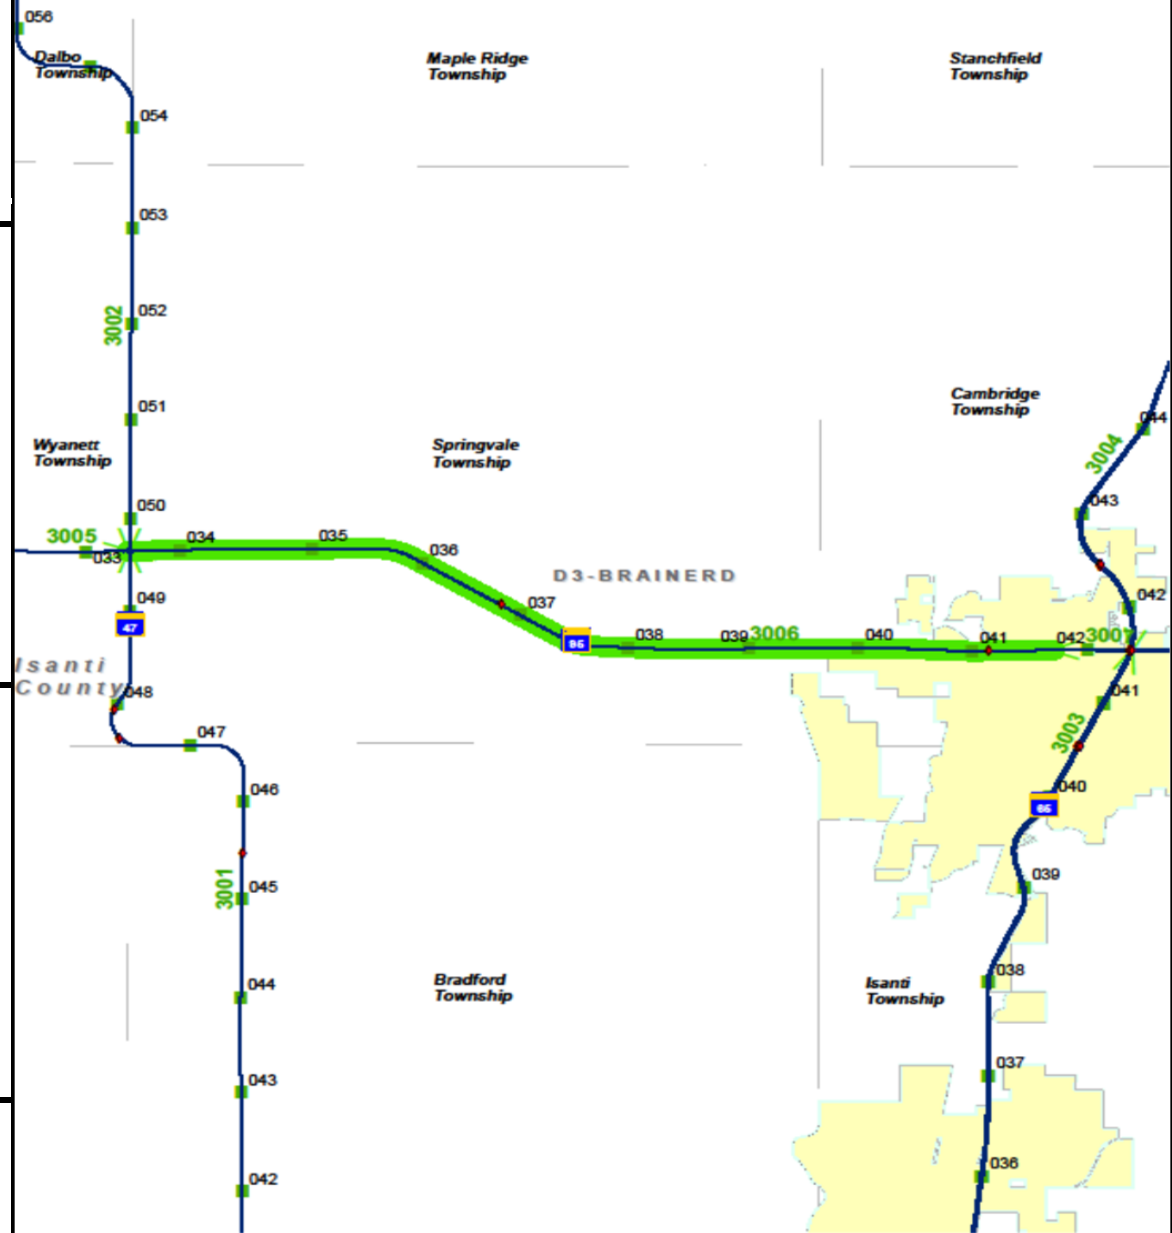 056
Dalbo
Township
Maple Ridge
Township
Stanchfield
Township
054
053
3002
052
051
Cambridge
Township
044
3004
Wyanett
Township
Springvale
Township
043
050
3005
033
034
035
036
D3-BRAINERD
037
049
47
042
95
038
039
3006
040
041
042
3007
Isanti
County
048
041
047
3003
046
040
65
3001
045
039
044
Bradford
Township
Isanti
Township
038
043
037
042
036